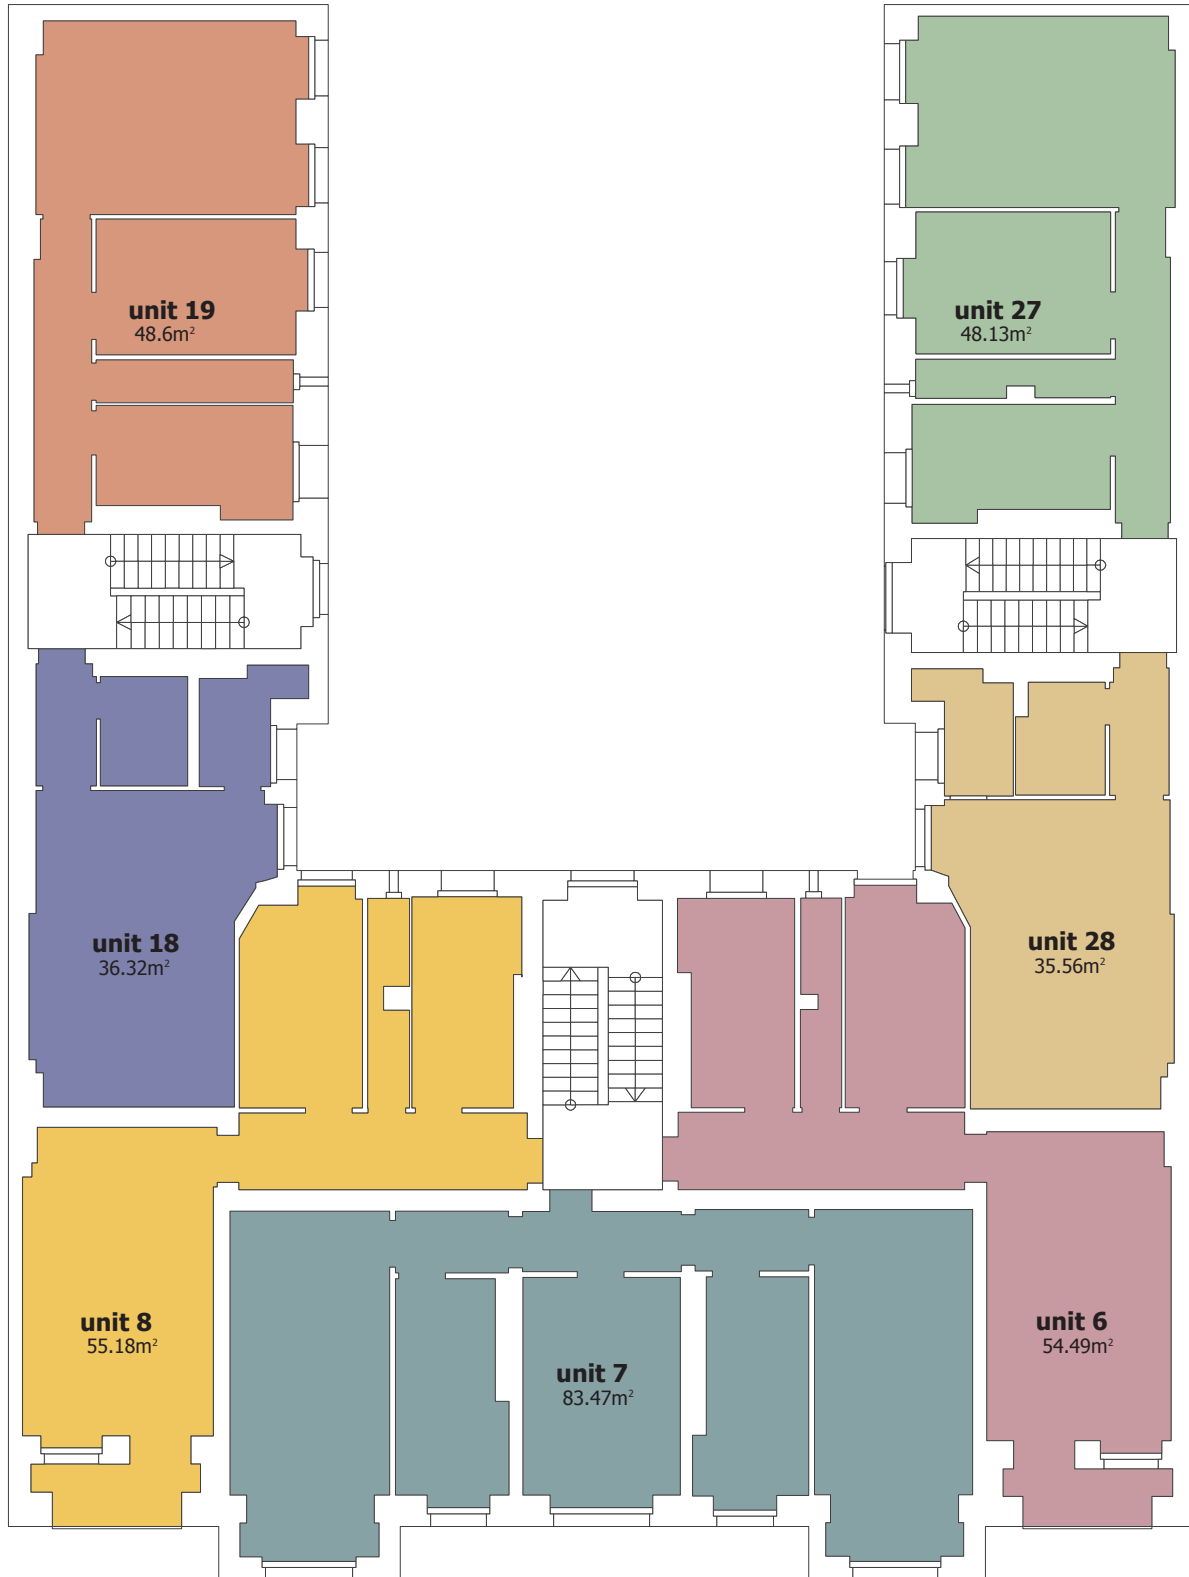 unit 19
48.6m²
unit 27
48.13m²
unit 18
36.32m²
unit 28
35.56m²
unit 8
55.18m²
unit 6
54.49m²
unit 7
83.47m²